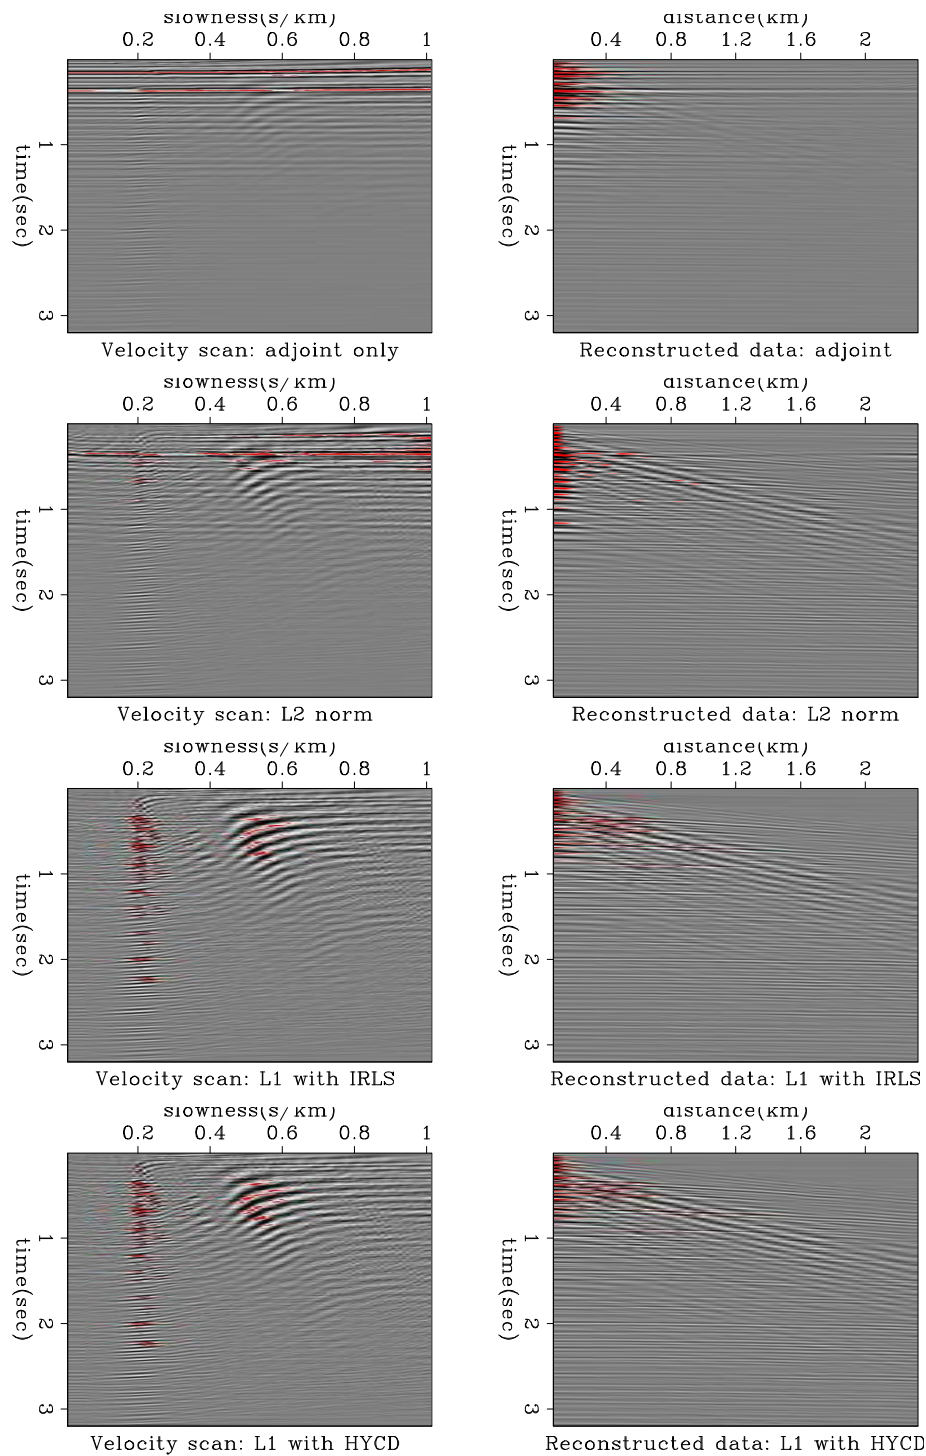 slowness(s/km)
0.2 0.4 0.6 0.8 1
time(sec)
1
2
3
Velocity scan: adjoint only
distance(km)
0.4 0.8 1.2 1.6 2
time(sec)
1
2
3
Reconstructed data: adjoint
slowness(s/km)
0.2 0.4 0.6 0.8 1
time(sec)
1
2
3
Velocity scan: L2 norm
distance(km)
0.4 0.8 1.2 1.6 2
time(sec)
1
2
3
Reconstructed data: L2 norm
slowness(s/km)
0.2 0.4 0.6 0.8 1
time(sec)
1
2
3
Velocity scan: L1 with IRLS
distance(km)
0.4 0.8 1.2 1.6 2
time(sec)
1
2
3
Reconstructed data: L1 with IRLS
slowness(s/km)
0.2 0.4 0.6 0.8 1
time(sec)
1
2
3
Velocity scan: L1 with HYCD
distance(km)
0.4 0.8 1.2 1.6 2
time(sec)
1
2
3
Reconstructed data: L1 with HYCD